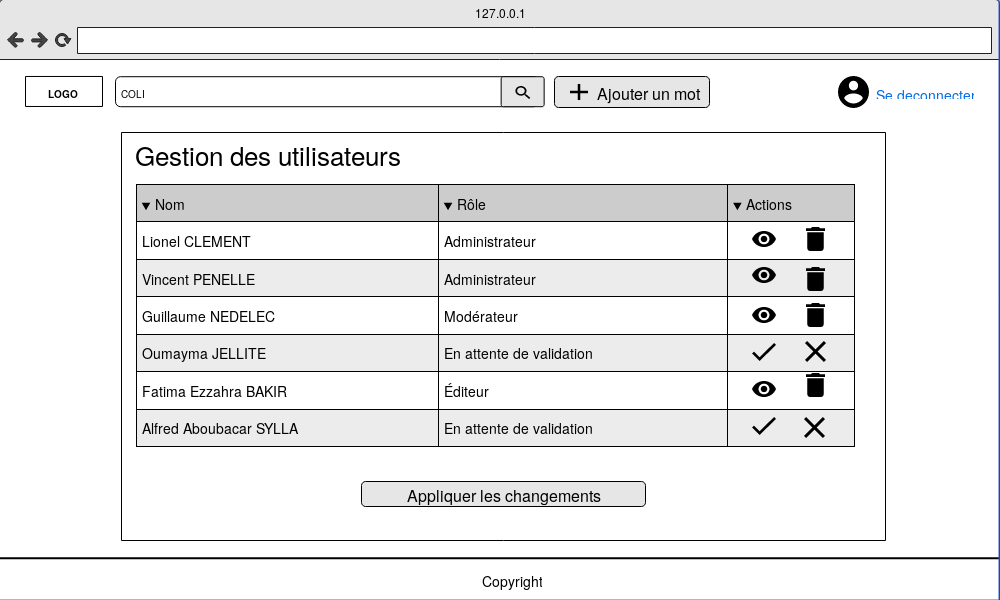 127.0.0.1
LOGO COLI Ajouter un mot Se deconnecter
Gestion des utilisateurs
▼ Nom ▼ Rôle ▼ Actions
Lionel CLEMENT Administrateur
Vincent PENELLE Administrateur
Guillaume NEDELEC Modérateur
Oumayma JELLITE En attente de validation
Fatima Ezzahra BAKIR Éditeur
Alfred Aboubacar SYLLA En attente de validation
Appliquer les changements
Copyright